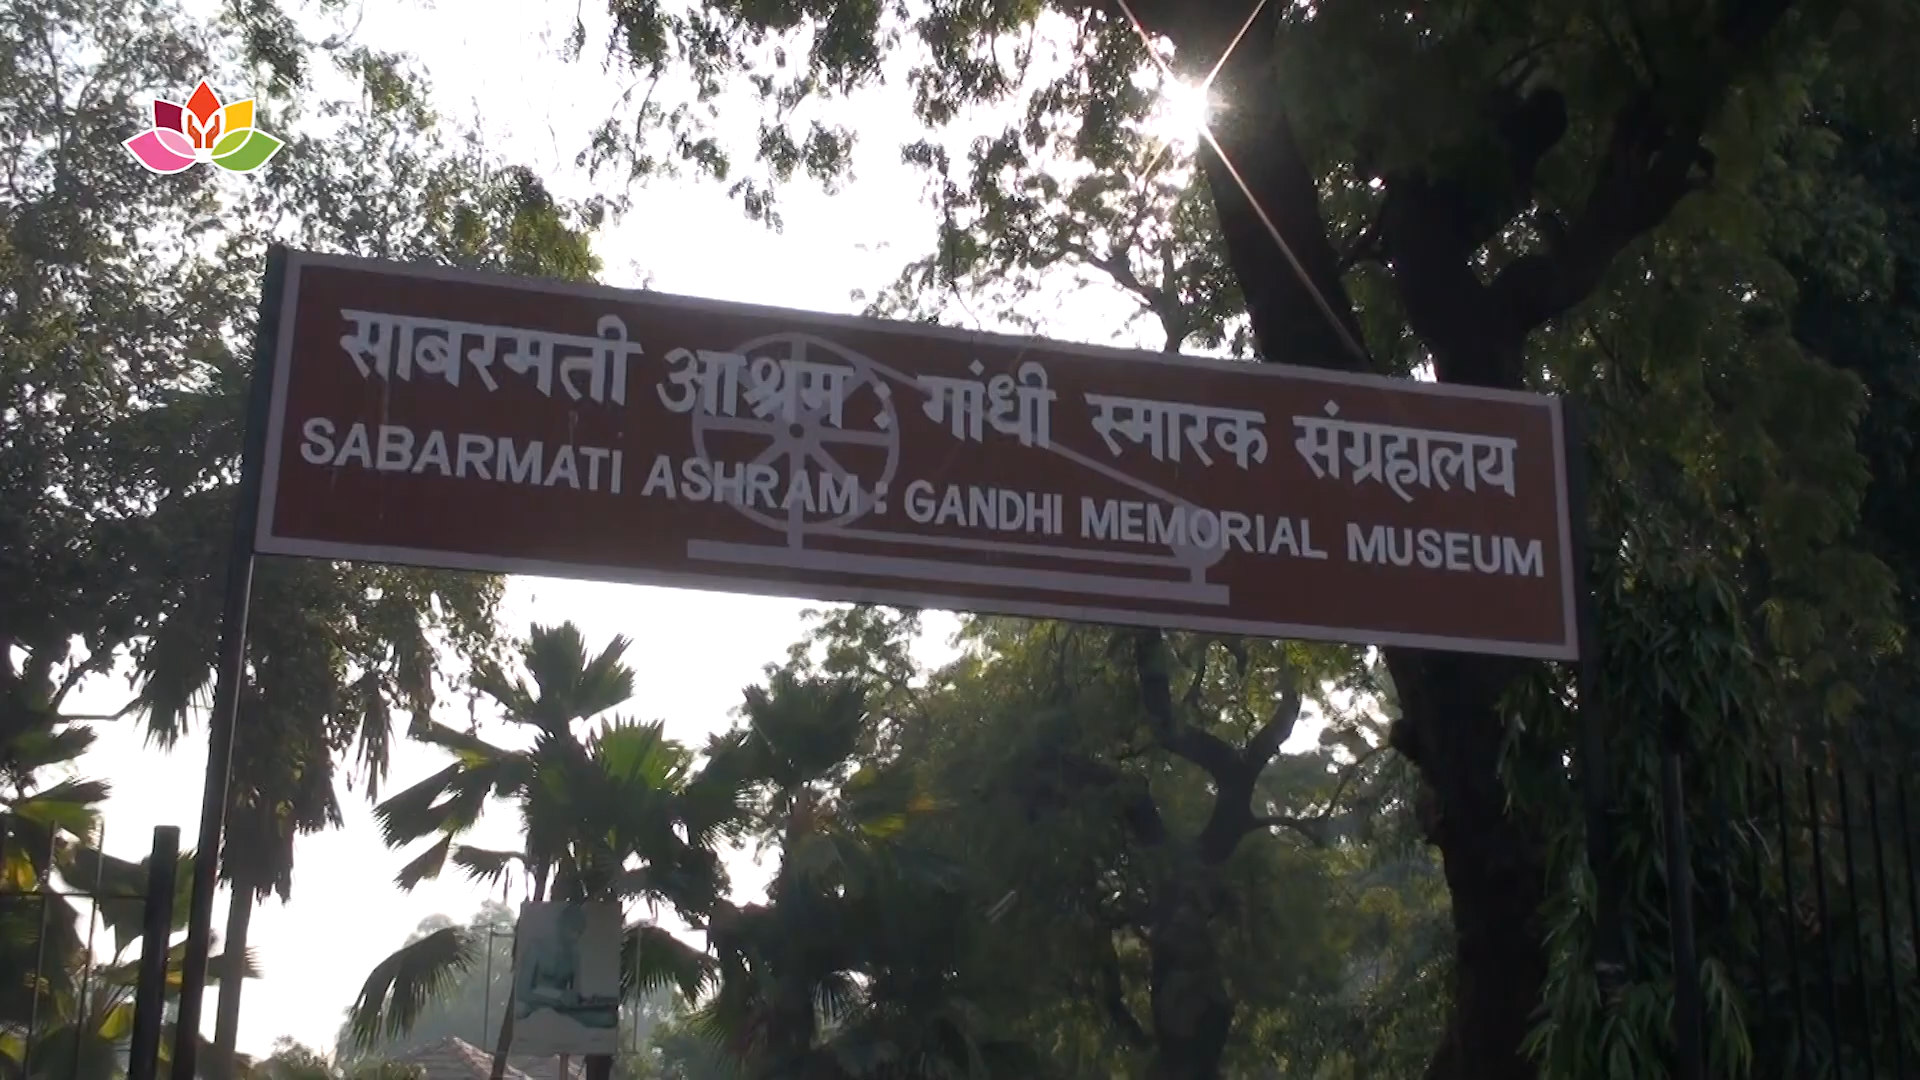 साबरमती आश्रम : गांधी स्मारक संग्रहालय
SABARMATI ASHRAM : GANDHI MEMORIAL MUSEUM